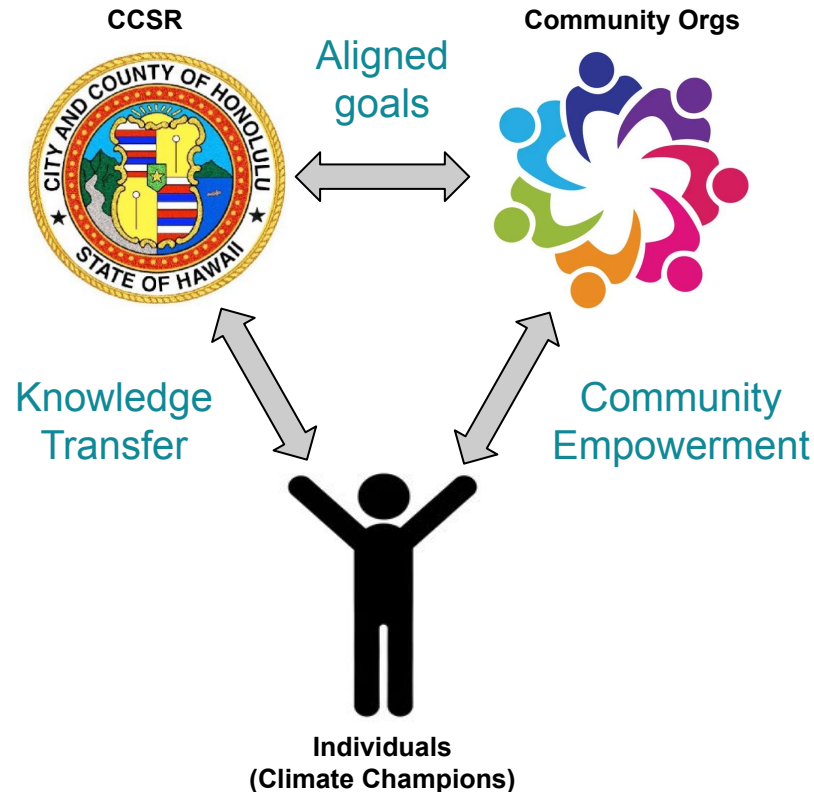 CCSR
Community Orgs
Aligned
goals
CITY AND COUNTY OF HONOLULU
STATE OF HAWAII
Knowledge
Transfer
Community
Empowerment
Individuals
(Climate Champions)